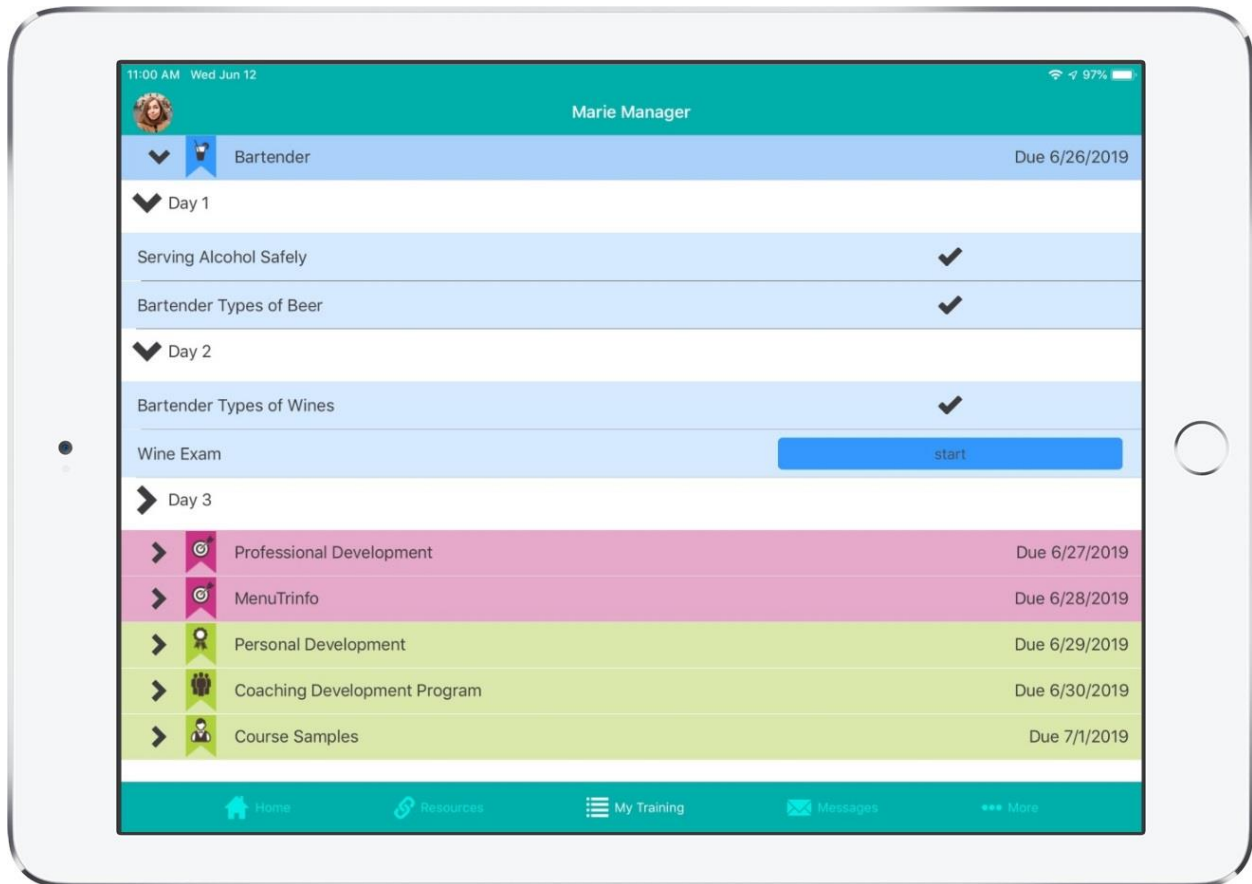 11:00 AM Wed Jun 12 97%
Marie Manager
Bartender Due 6/26/2019
Day 1
Serving Alcohol Safely
Bartender Types of Beer
Day 2
Bartender Types of Wines
Wine Exam start
Day 3
Professional Development Due 6/27/2019
MenuTrinfo Due 6/28/2019
Personal Development Due 6/29/2019
Coaching Development Program Due 6/30/2019
Course Samples Due 7/1/2019
Home Resources My Training Messages More